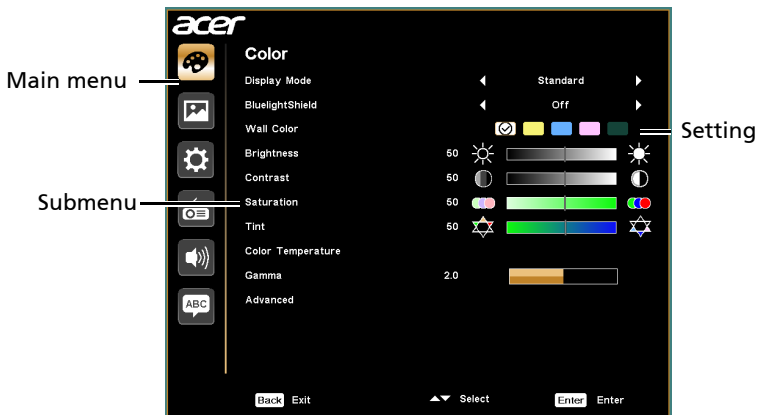 acer
Color
Main menu
Display Mode Standard
BluelightShield Off
Wall Color
Setting
Brightness 50
Contrast 50
Submenu
Saturation 50
Tint 50
Color Temperature
Gamma 2.0
ABC
Advanced
Back Exit Select Enter Enter